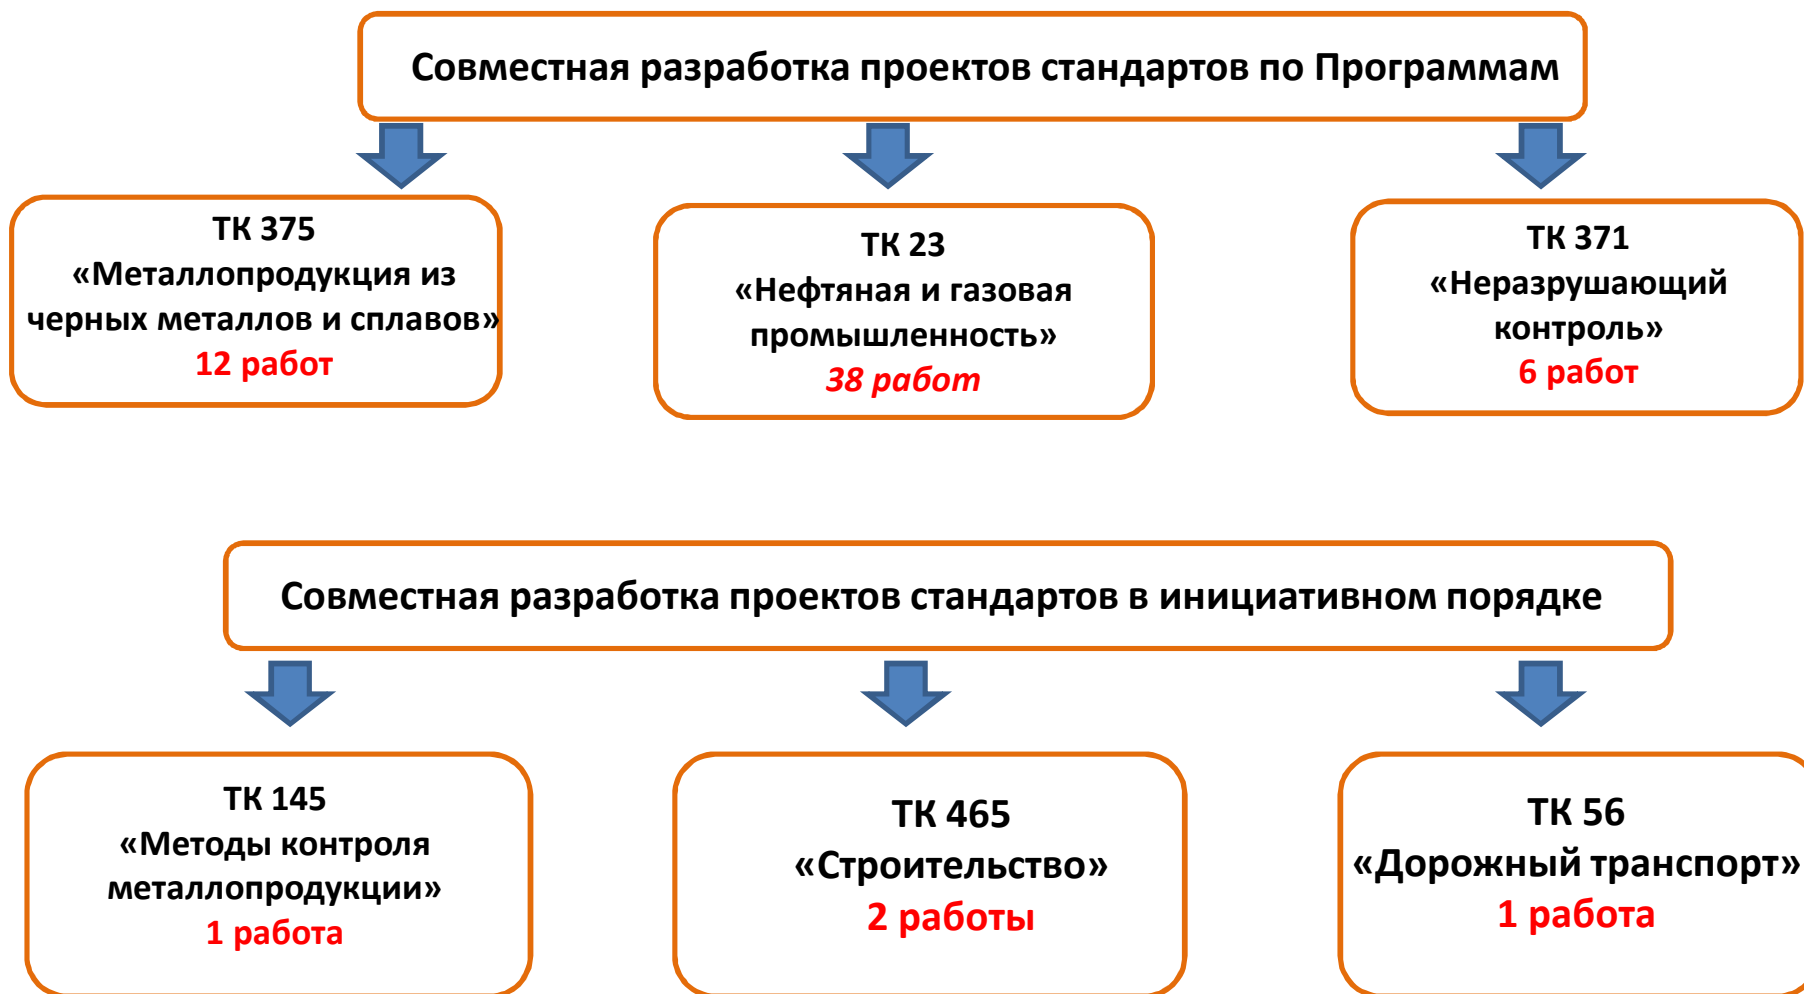 Совместная разработка проектов стандартов по Программам
ТК 375
«Металлопродукция из
черных металлов и сплавов»
12 работ
ТК 23
«Нефтяная и газовая
промышленность»
38 работ
ТК 371
«Неразрушающий
контроль»
6 работ
Совместная разработка проектов стандартов в инициативном порядке
ТК 145
«Методы контроля
металлопродукции»
1 работа
ТК 465
«Строительство»
2 работы
ТК 56
«Дорожный транспорт»
1 работа